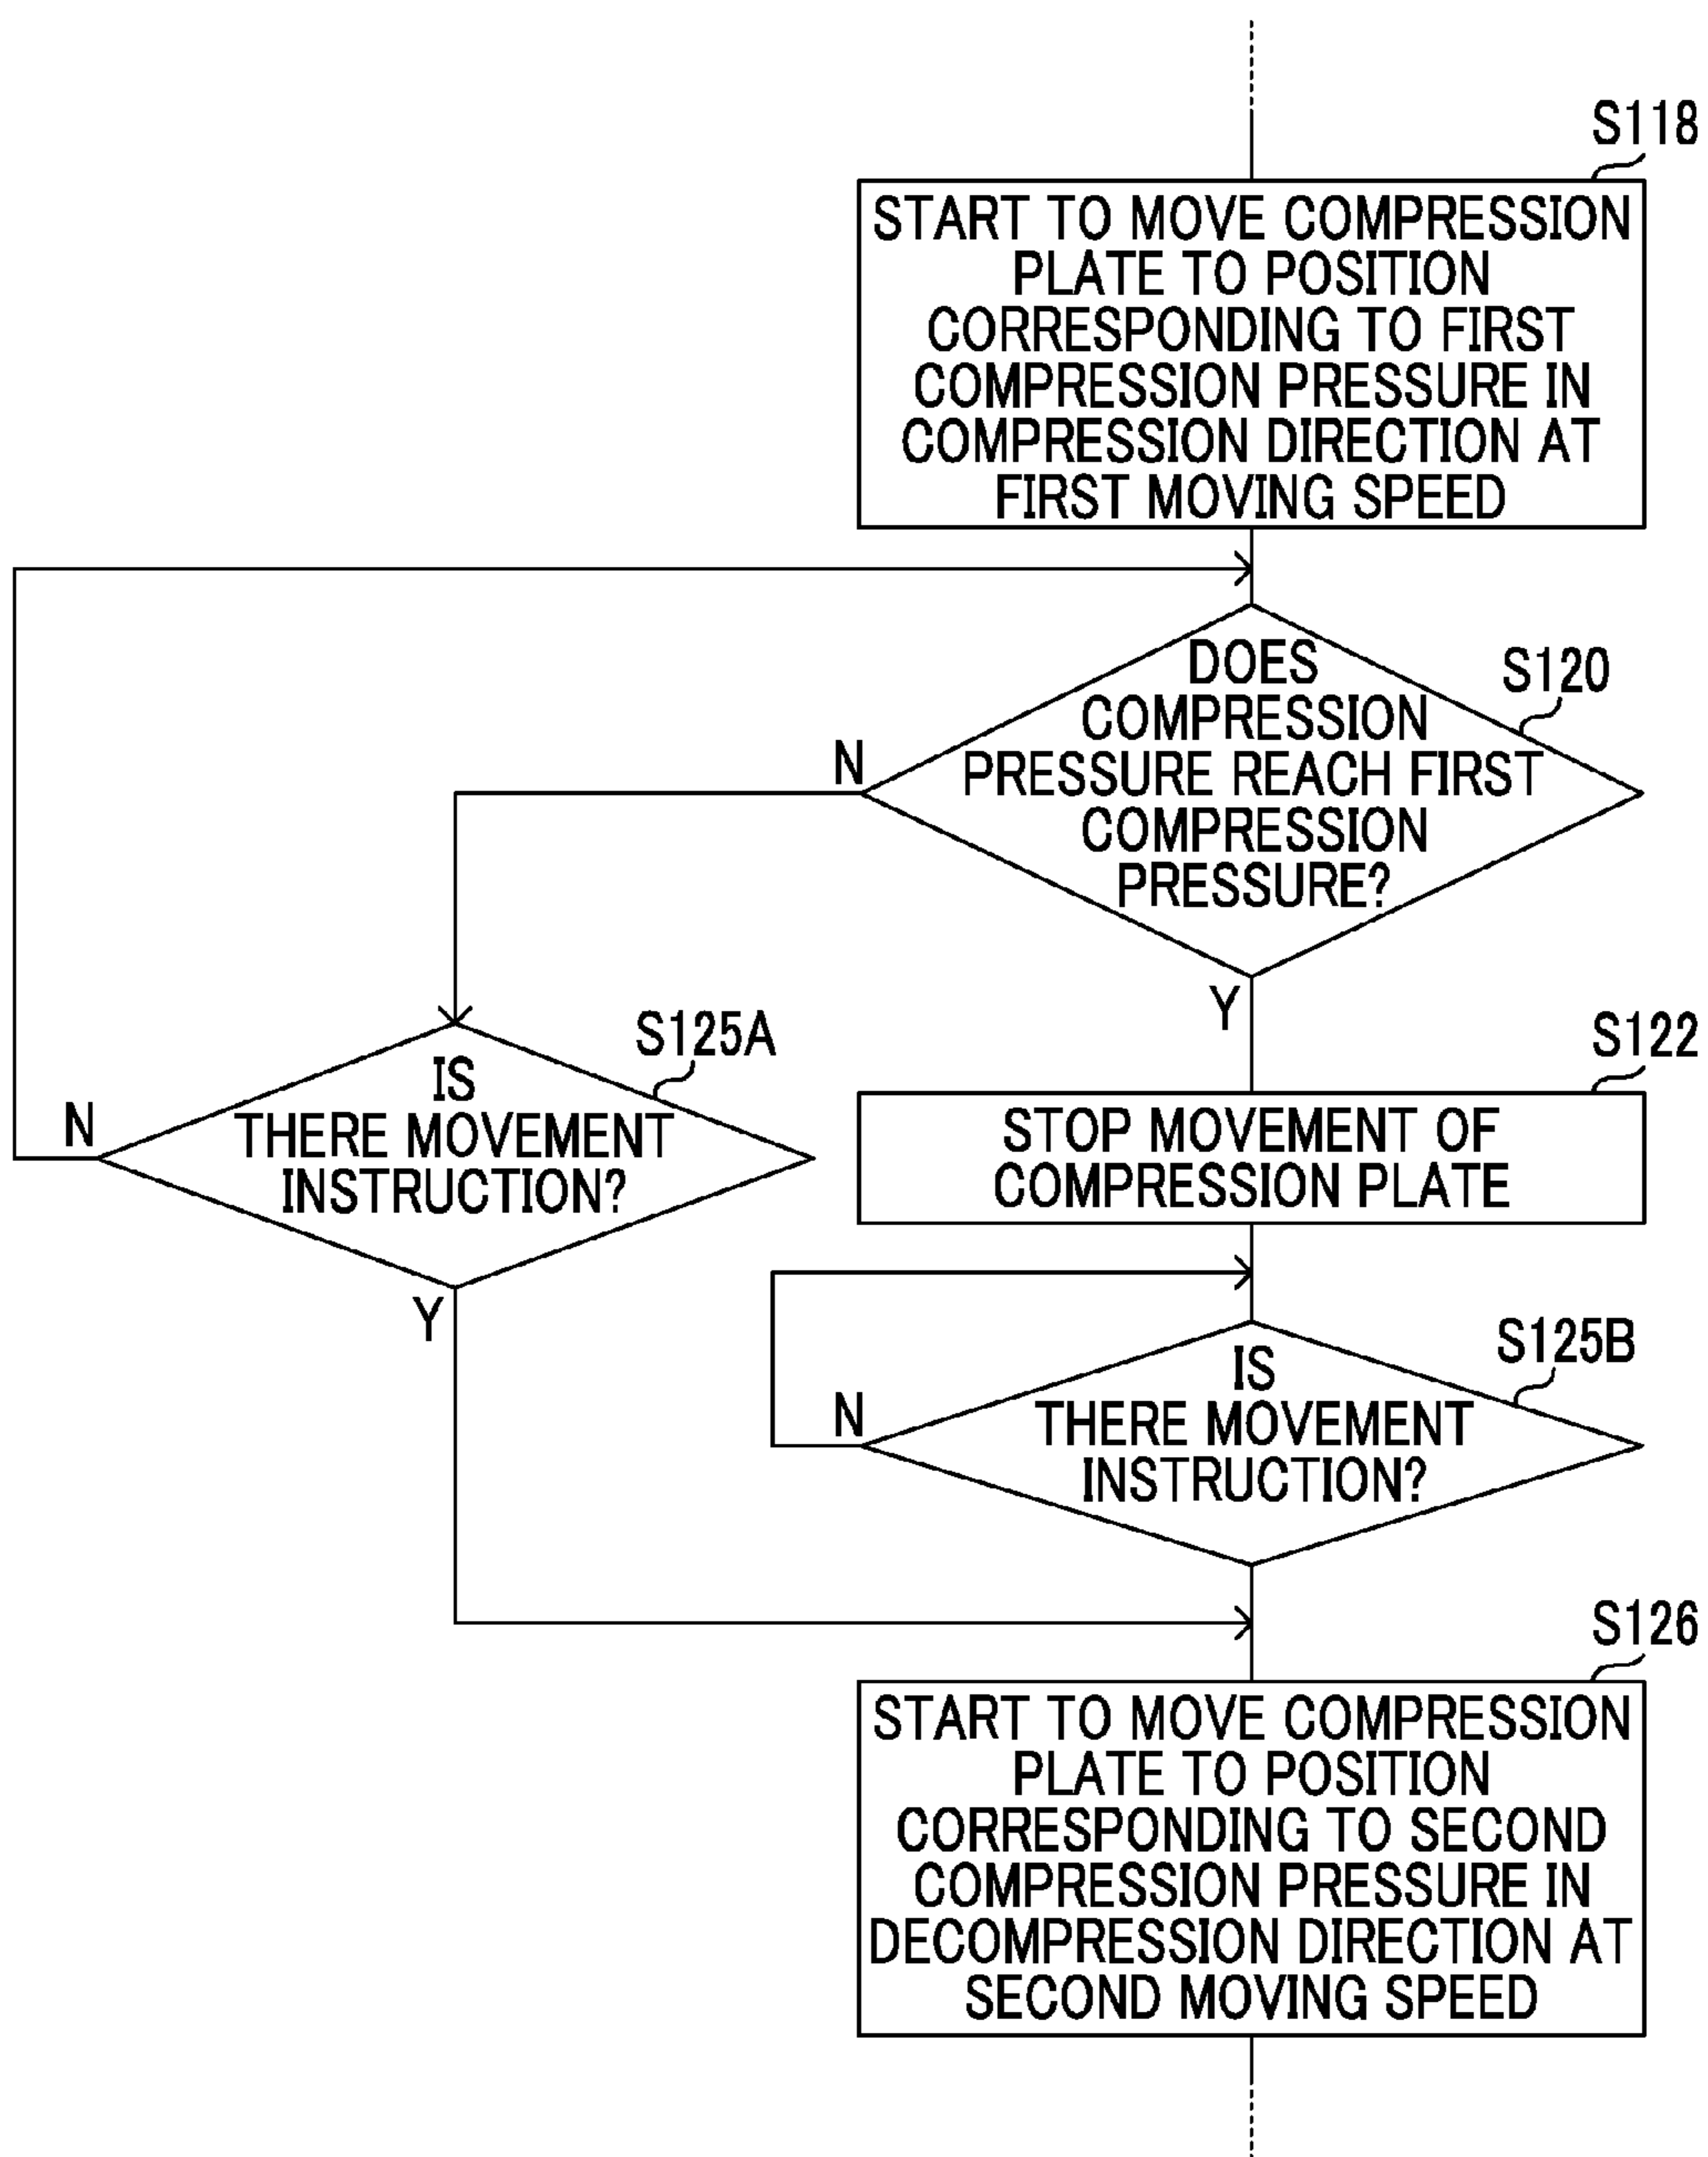 S118
START TO MOVE COMPRESSION
PLATE TO POSITION
CORRESPONDING TO FIRST
COMPRESSION PRESSURE IN
COMPRESSION DIRECTION AT
FIRST MOVING SPEED
S120
DOES
COMPRESSION
PRESSURE REACH FIRST
COMPRESSION
PRESSURE?
N
Y
S125A
IS
THERE MOVEMENT
INSTRUCTION?
N
Y
S122
STOP MOVEMENT OF
COMPRESSION PLATE
S125B
IS
THERE MOVEMENT
INSTRUCTION?
N
S126
START TO MOVE COMPRESSION
PLATE TO POSITION
CORRESPONDING TO SECOND
COMPRESSION PRESSURE IN
DECOMPRESSION DIRECTION AT
SECOND MOVING SPEED